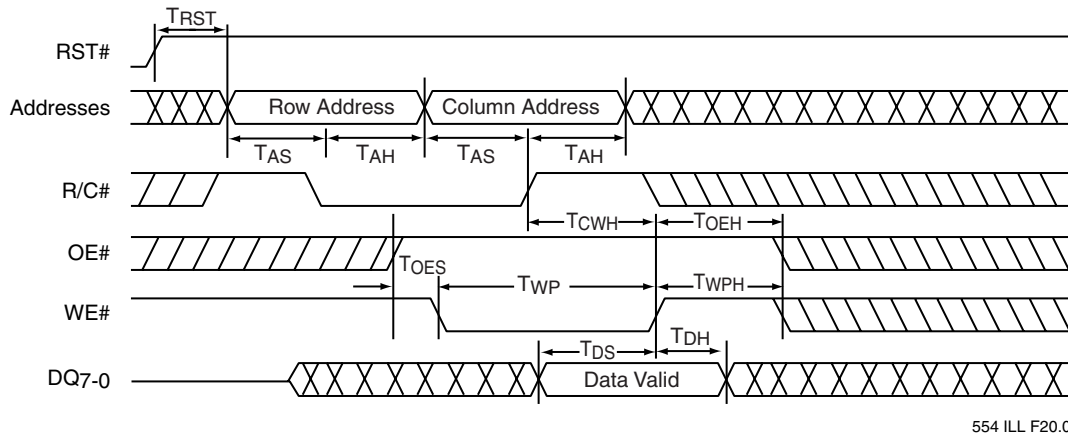 TRST
RST#
Addresses
Row Address
Column Address
TAS
TAH
TAS
TAH
R/C#
TCWH
TOEH
OE#
TOES
TWP
TWPH
WE#
TDS
TDH
DQ7-0
Data Valid
554 ILL F20.0